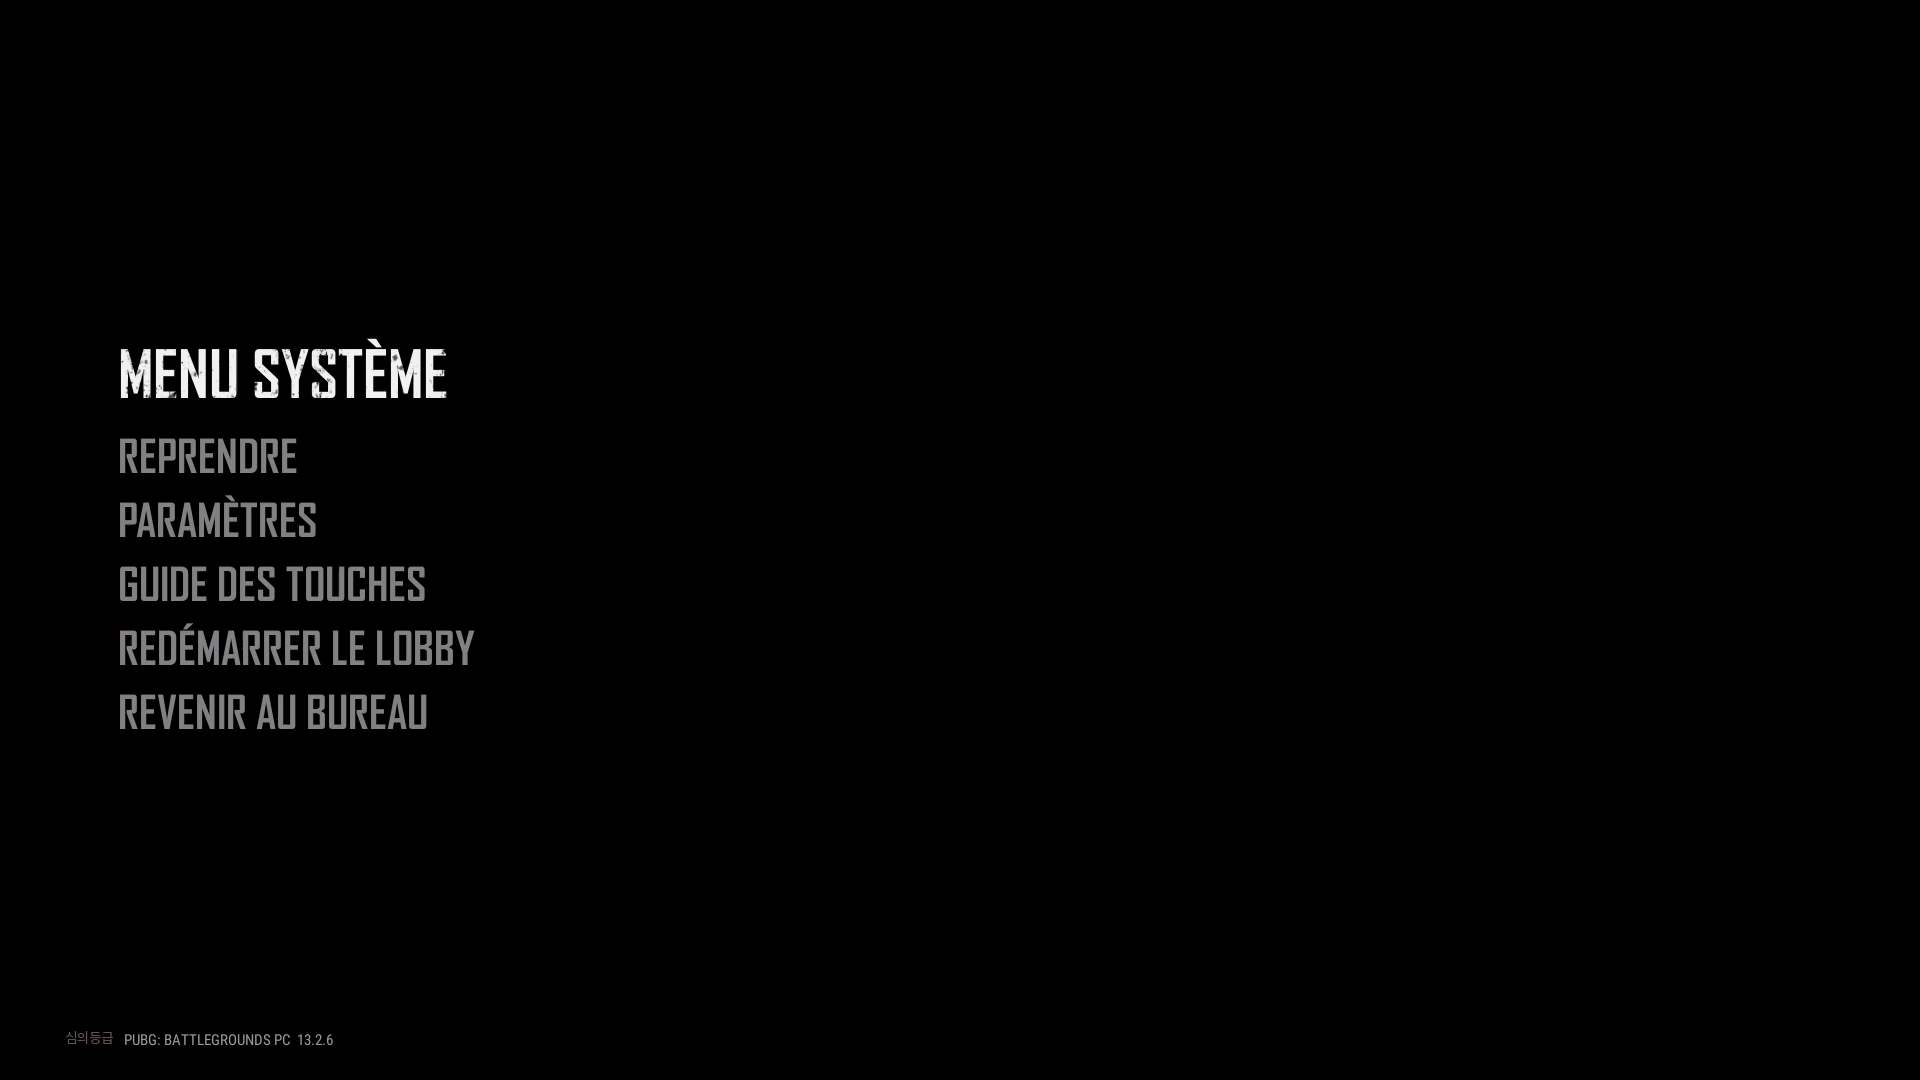 MENU SYSTÈME
REPRENDRE
PARAMÈTRES
GUIDE DES TOUCHES
REDÉMARRER LE LOBBY
REVENIR AU BUREAU
심의등급 PUBG: BATTLEGROUNDS PC 13.2.6